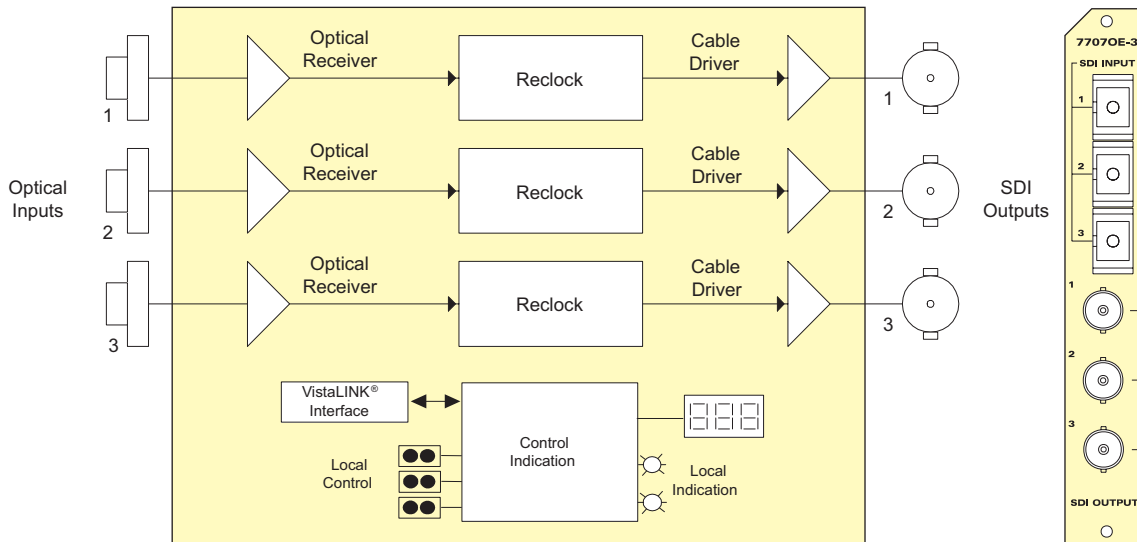 Optical
Receiver
Reclock
Cable
Driver
1
1
Optical
Receiver
Reclock
Cable
Driver
2
2
Optical
Inputs
SDI
Outputs
Optical
Receiver
Reclock
Cable
Driver
3
3
VistaLINK®
Interface
Control
Indication
Local
Control
Local
Indication
7707OE-3
SDI INPUT
1
2
3
1
2
3
SDI OUTPUT